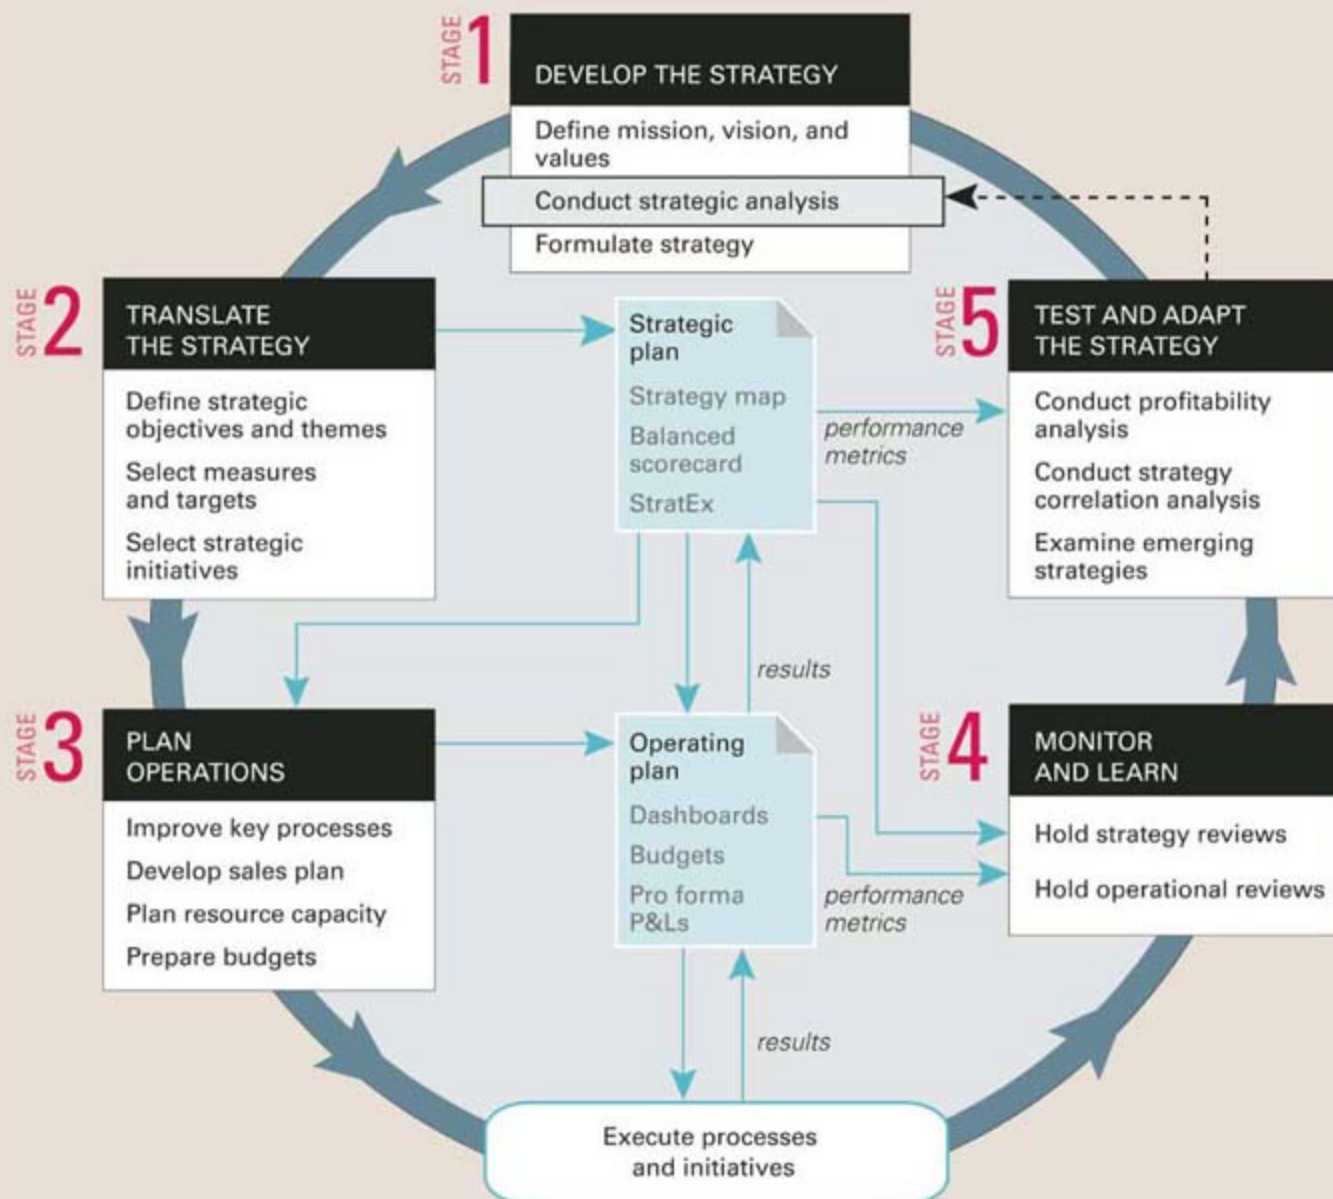 STAGE 1
DEVELOP THE STRATEGY
Define mission, vision, and
values
Conduct strategic analysis
Formulate strategy
STAGE 2
TRANSLATE
THE STRATEGY
Define strategic
objectives and themes
Select measures
and targets
Select strategic
initiatives
Strategic
plan
Strategy map
Balanced
scorecard
StratEx
performance
metrics
STAGE 5
TEST AND ADAPT
THE STRATEGY
Conduct profitability
analysis
Conduct strategy
correlation analysis
Examine emerging
strategies
results
STAGE 3
PLAN
OPERATIONS
Improve key processes
Develop sales plan
Plan resource capacity
Prepare budgets
Operating
plan
Dashboards
Budgets
Pro forma
P&Ls
performance
metrics
STAGE 4
MONITOR
AND LEARN
Hold strategy reviews
Hold operational reviews
results
Execute processes
and initiatives